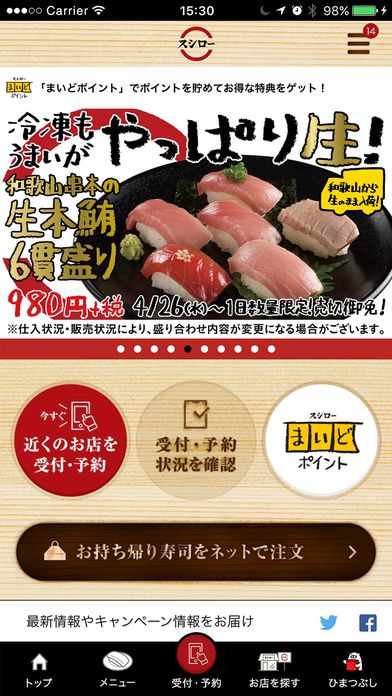 Carrier 15:30 100%
スシロー
14
スシロー まいど ポイント 「まいどポイント」でポイントを貯めてお得な特典をゲット!
冷凍も
うまいが やっぱり生!
和歌山串本の
生本鮪
6貫盛り
和歌山から
生のまま入荷!
980円+税 4/26(水)〜1日数量限定!売切御免!
※仕入状況・販売状況により、盛り合わせ内容が変更になる場合がございます。
今すぐ
近くのお店を
受付・予約
受付・予約
状況を確認
スシロー
まいど
ポイント
お持ち帰り寿司をネットで注文
最新情報やキャンペーン情報をお届け
トップ メニュー 受付・予約 お店を探す ひまつぶし